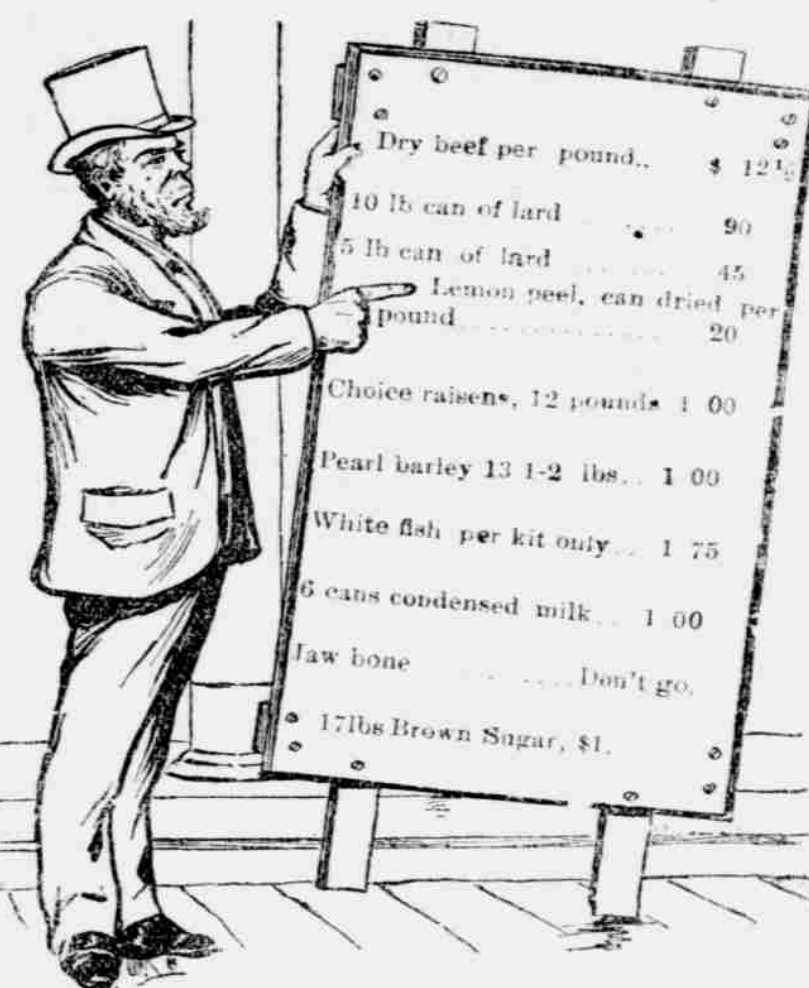 Dry beef per pound.. $ 12½
10 lb can of lard ........ 90
5 lb can of lard ........ 45
Lemon peel, can dried per
pound .................. 20
Choice raisens, 12 pounds 1 00
Pearl barley 13 1-2 lbs.. 1 00
White fish per kit only... 1 75
6 cans condensed milk.. 1 00
Jaw bone ........Don't go.
17lbs Brown Sugar, $1.